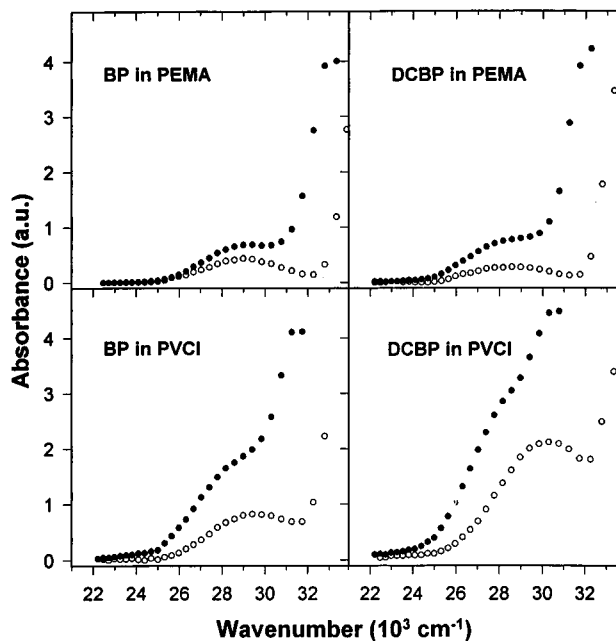 BP in PEMA
DCBP in PEMA
BP in PVCl
DCBP in PVCl
Absorbance (a.u.)
4
3
2
1
0
4
3
2
1
0
22 24 26 28 30 32
22 24 26 28 30 32
Wavenumber (10³ cm⁻¹)